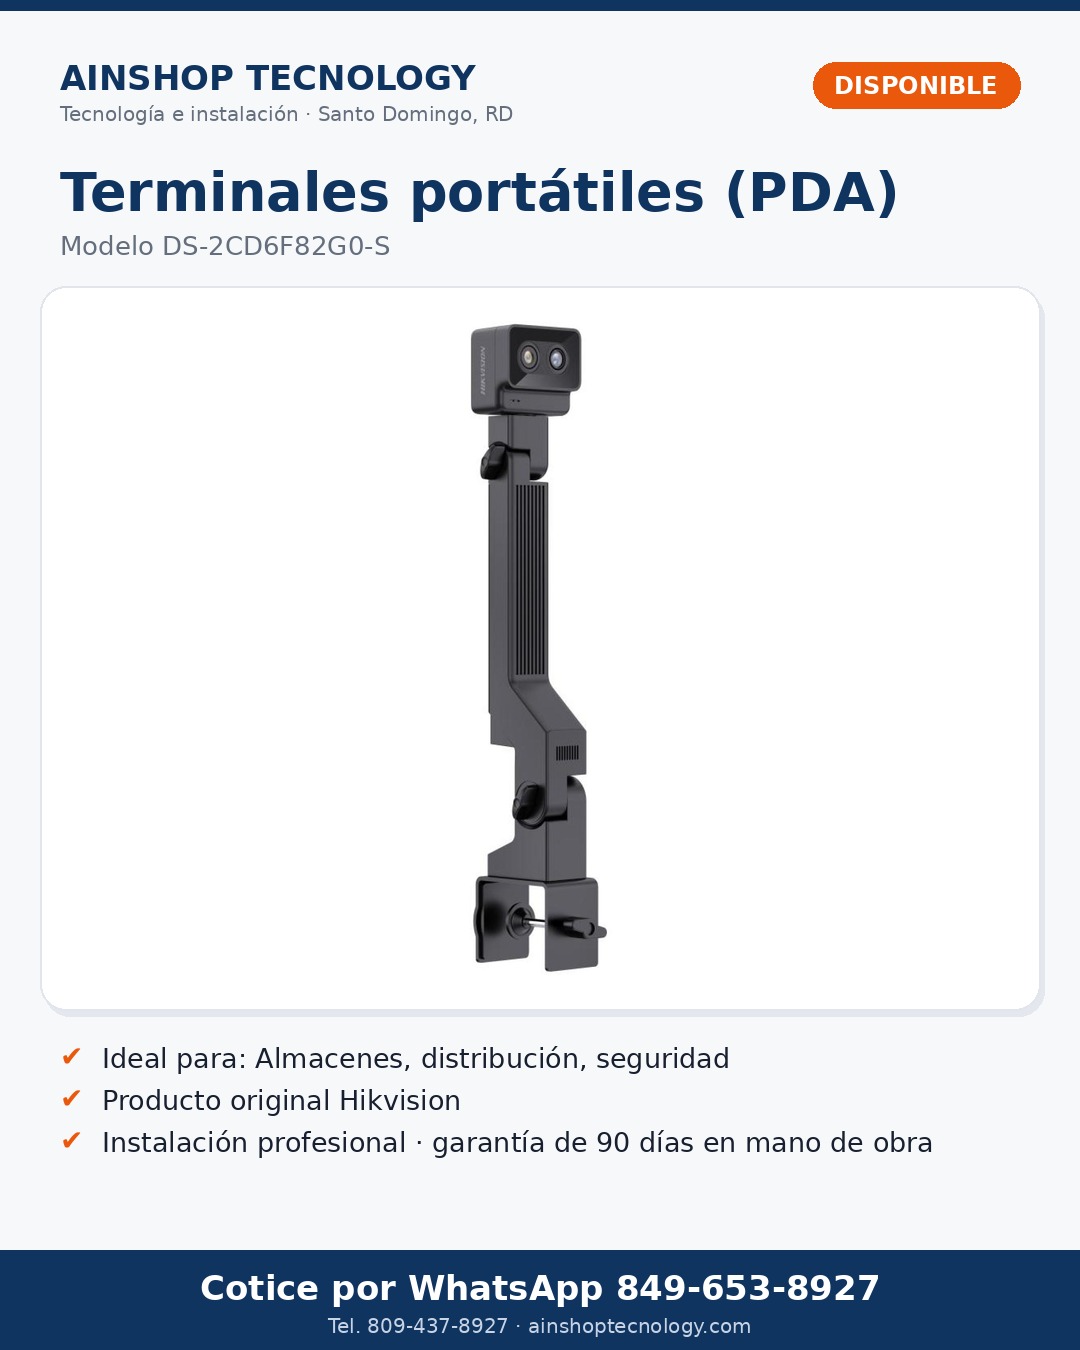 AINSHOP TECNOLOGY
DISPONIBLE
Tecnología e instalación · Santo Domingo, RD
Terminales portátiles (PDA)
Modelo DS-2CD6F82G0-S
HIKVISION
✔ Ideal para: Almacenes, distribución, seguridad
✔ Producto original Hikvision
✔ Instalación profesional · garantía de 90 días en mano de obra
Cotice por WhatsApp 849-653-8927
Tel. 809-437-8927 · ainshoptecnology.com